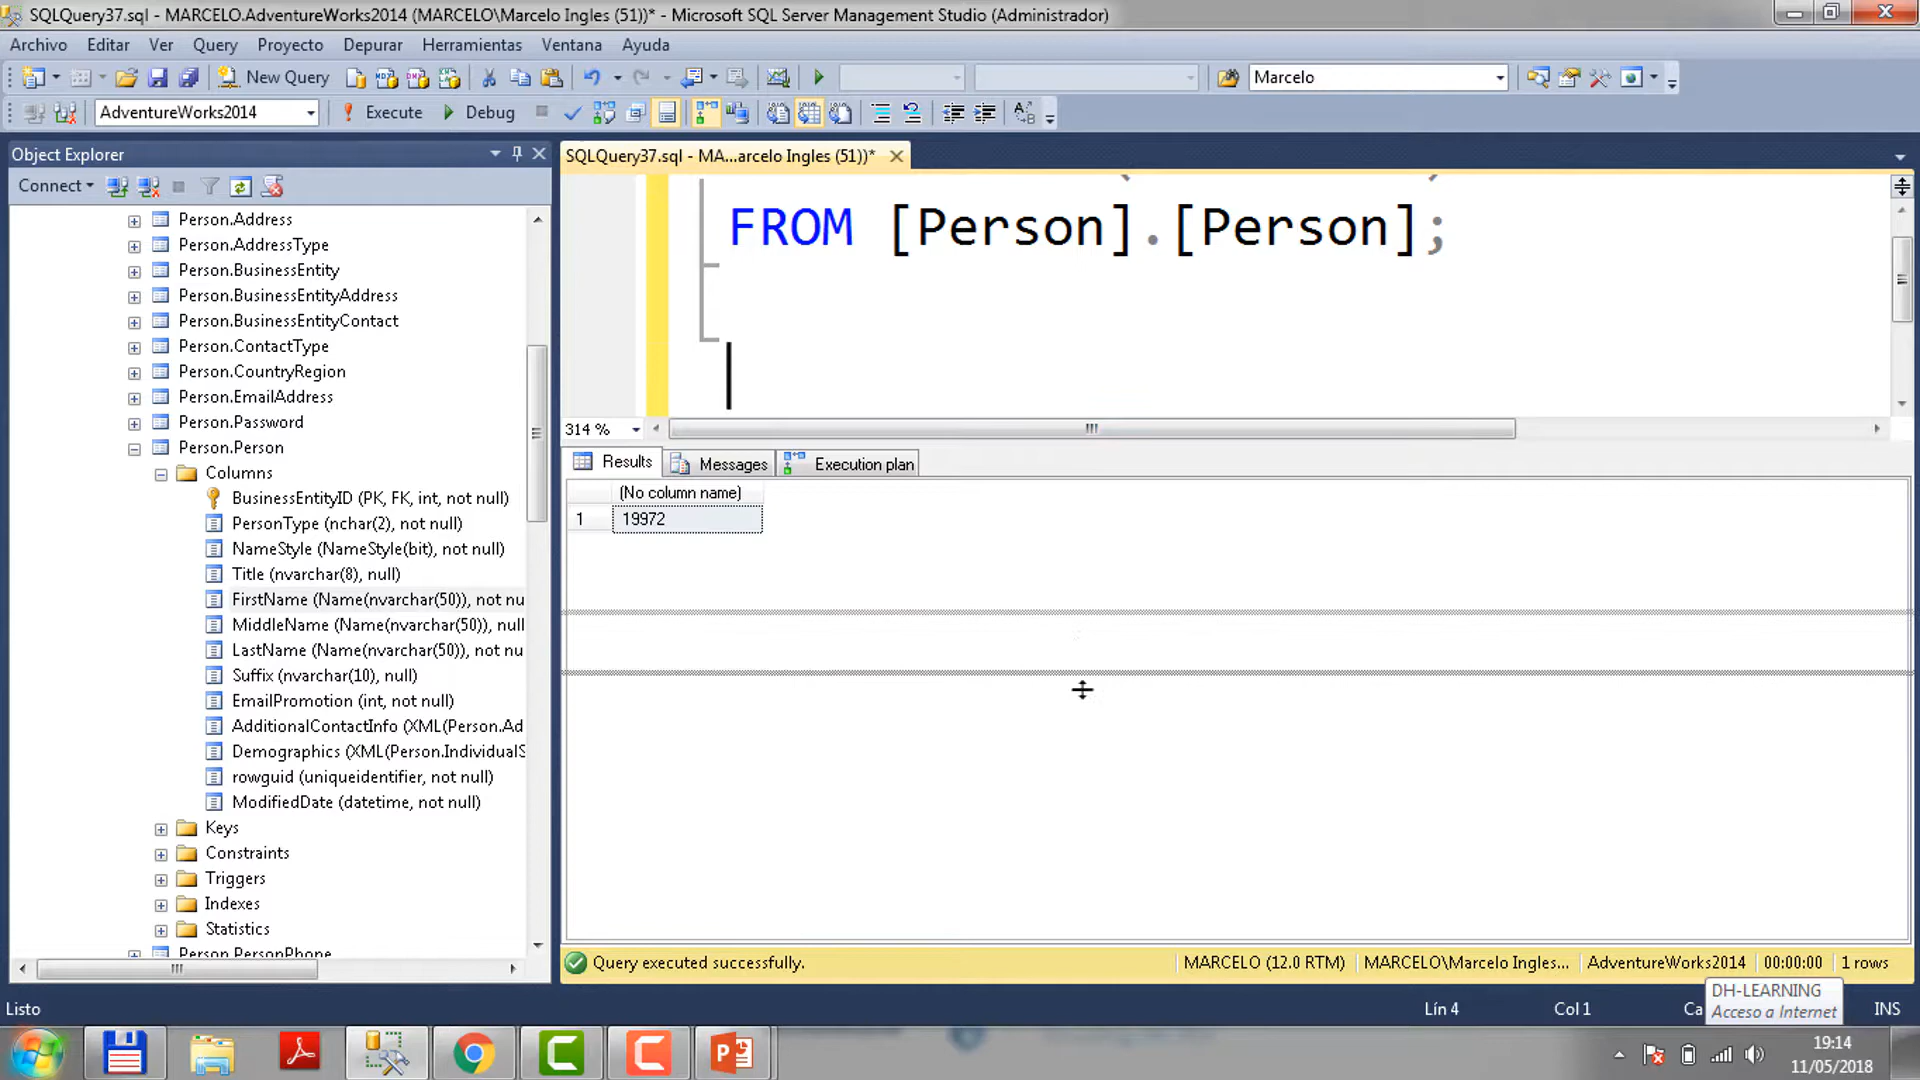 SQLQuery37.sql - MARCELO.AdventureWorks2014 (MARCELO\Marcelo Ingles (51))* - Microsoft SQL Server Management Studio (Administrador)
Archivo Editar Ver Query Proyecto Depurar Herramientas Ventana Ayuda
New Query Marcelo
AdventureWorks2014 Execute Debug
Object Explorer
Connect
Person.Address
Person.AddressType
Person.BusinessEntity
Person.BusinessEntityAddress
Person.BusinessEntityContact
Person.ContactType
Person.CountryRegion
Person.EmailAddress
Person.Password
Person.Person
Columns
BusinessEntityID (PK, FK, int, not null)
PersonType (nchar(2), not null)
NameStyle (NameStyle(bit), not null)
Title (nvarchar(8), null)
FirstName (Name(nvarchar(50)), not nu
MiddleName (Name(nvarchar(50)), null
LastName (Name(nvarchar(50)), not nu
Suffix (nvarchar(10), null)
EmailPromotion (int, not null)
AdditionalContactInfo (XML(Person.Ad
Demographics (XML(Person.IndividualS
rowguid (uniqueidentifier, not null)
ModifiedDate (datetime, not null)
Keys
Constraints
Triggers
Indexes
Statistics
Person.PersonPhone
SQLQuery37.sql - MA...arcelo Ingles (51))*
FROM [Person].[Person];
314 %
Results Messages Execution plan
(No column name)
1 19972
Query executed successfully. MARCELO (12.0 RTM) MARCELO\Marcelo Ingles... AdventureWorks2014 00:00:00 1 rows
DH-LEARNING
Acceso a Internet
Listo Lín 4 Col 1 Ca INS
19:14
11/05/2018